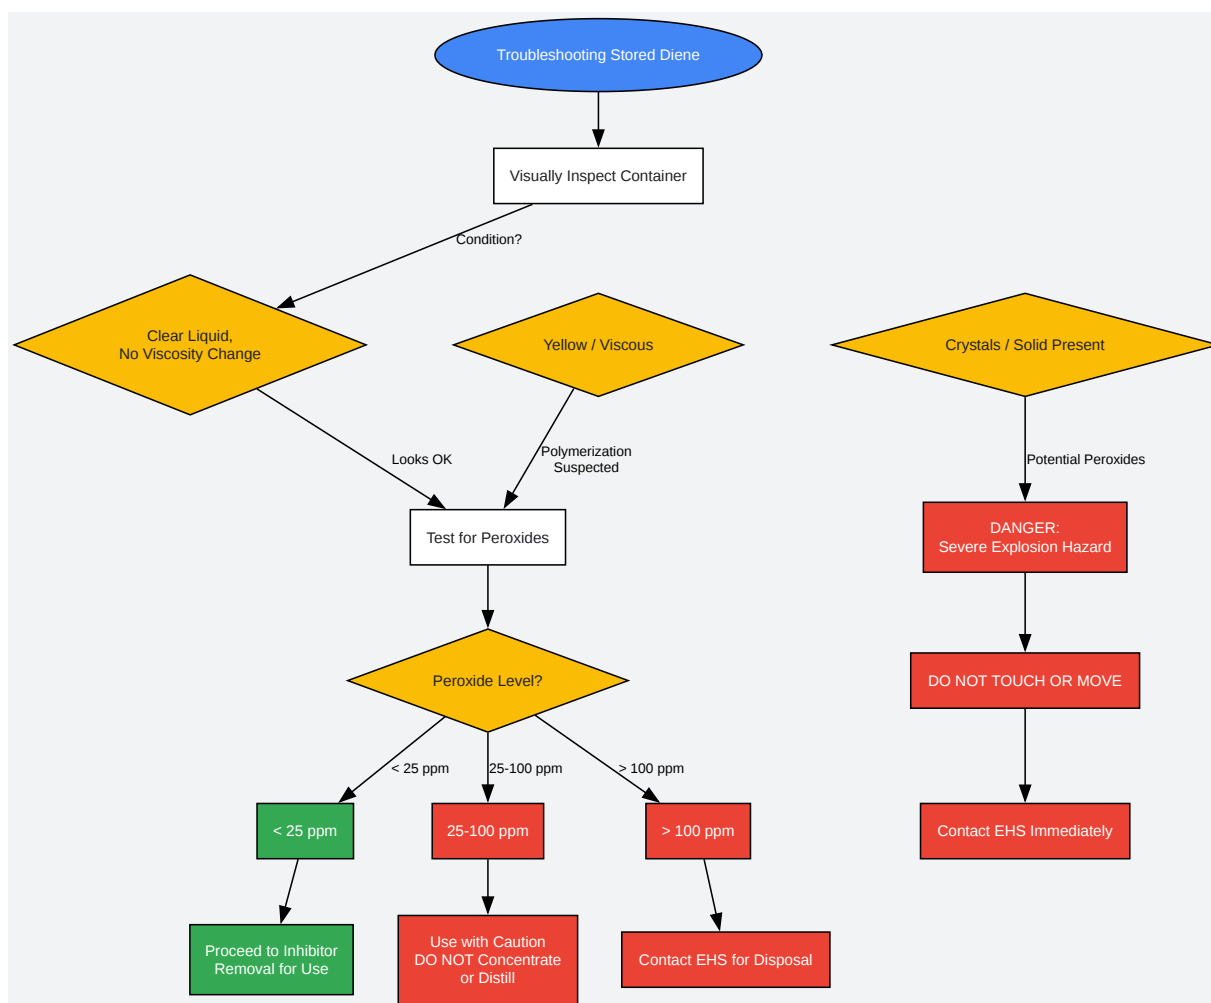 Troubleshooting Stored Diene
Visually Inspect Container
Condition?
Clear Liquid,
No Viscosity Change
Yellow / Viscous
Crystals / Solid Present
Looks OK
Polymerization
Suspected
Potential Peroxides
Test for Peroxides
DANGER:
Severe Explosion Hazard
Peroxide Level?
DO NOT TOUCH OR MOVE
< 25 ppm
25-100 ppm
> 100 ppm
< 25 ppm
25-100 ppm
> 100 ppm
Contact EHS Immediately
Proceed to Inhibitor
Removal for Use
Use with Caution
DO NOT Concentrate
or Distill
Contact EHS for Disposal